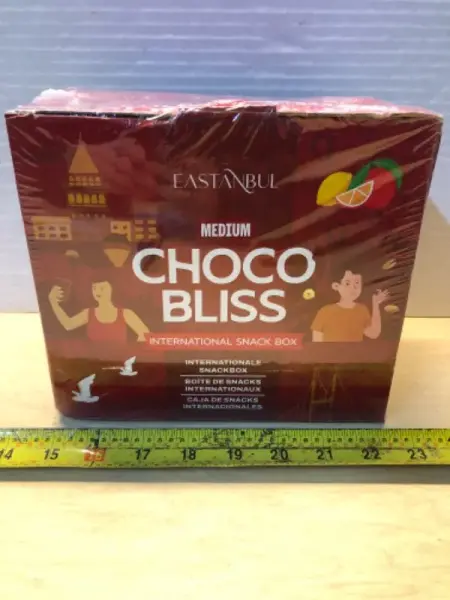 EASTANBUL
MEDIUM
CHOCO
BLISS
INTERNATIONAL SNACK BOX
INTERNATIONALE
SNACKBOX
BOÎTE DE SNACKS
INTERNATIONAUX
CAJA DE SNACKS
INTERNACIONALES
14 15 16 17 18 19 20 21 22 23